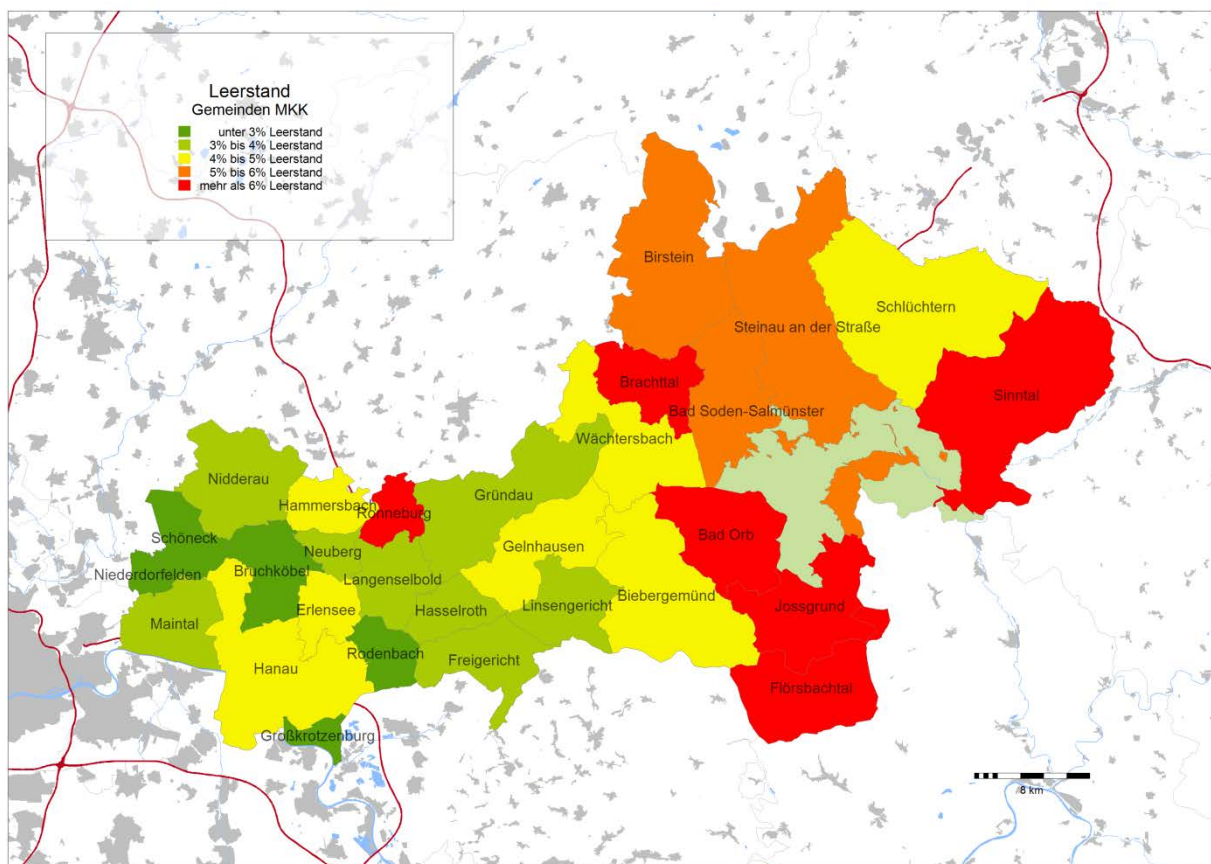 Leerstand
Gemeinden MKK
unter 3% Leerstand
3% bis 4% Leerstand
4% bis 5% Leerstand
5% bis 6% Leerstand
mehr als 6% Leerstand
Birstein
Schlüchtern
Steinau an der Straße
Brachttal
Sinntal
Bad Soden-Salmünster
Wächtersbach
Nidderau
Gründau
Hammersbach
Ronneburg
Bad Orb
Schöneck
Neuberg
Gelnhausen
Niederdorfelden
Bruchköbel
Langenselbold
Biebergemünd
Erlensee
Hasselroth
Linsengericht
Jossgrund
Maintal
Rodenbach
Freigericht
Hanau
Flörsbachtal
Großkrotzenburg
8 km